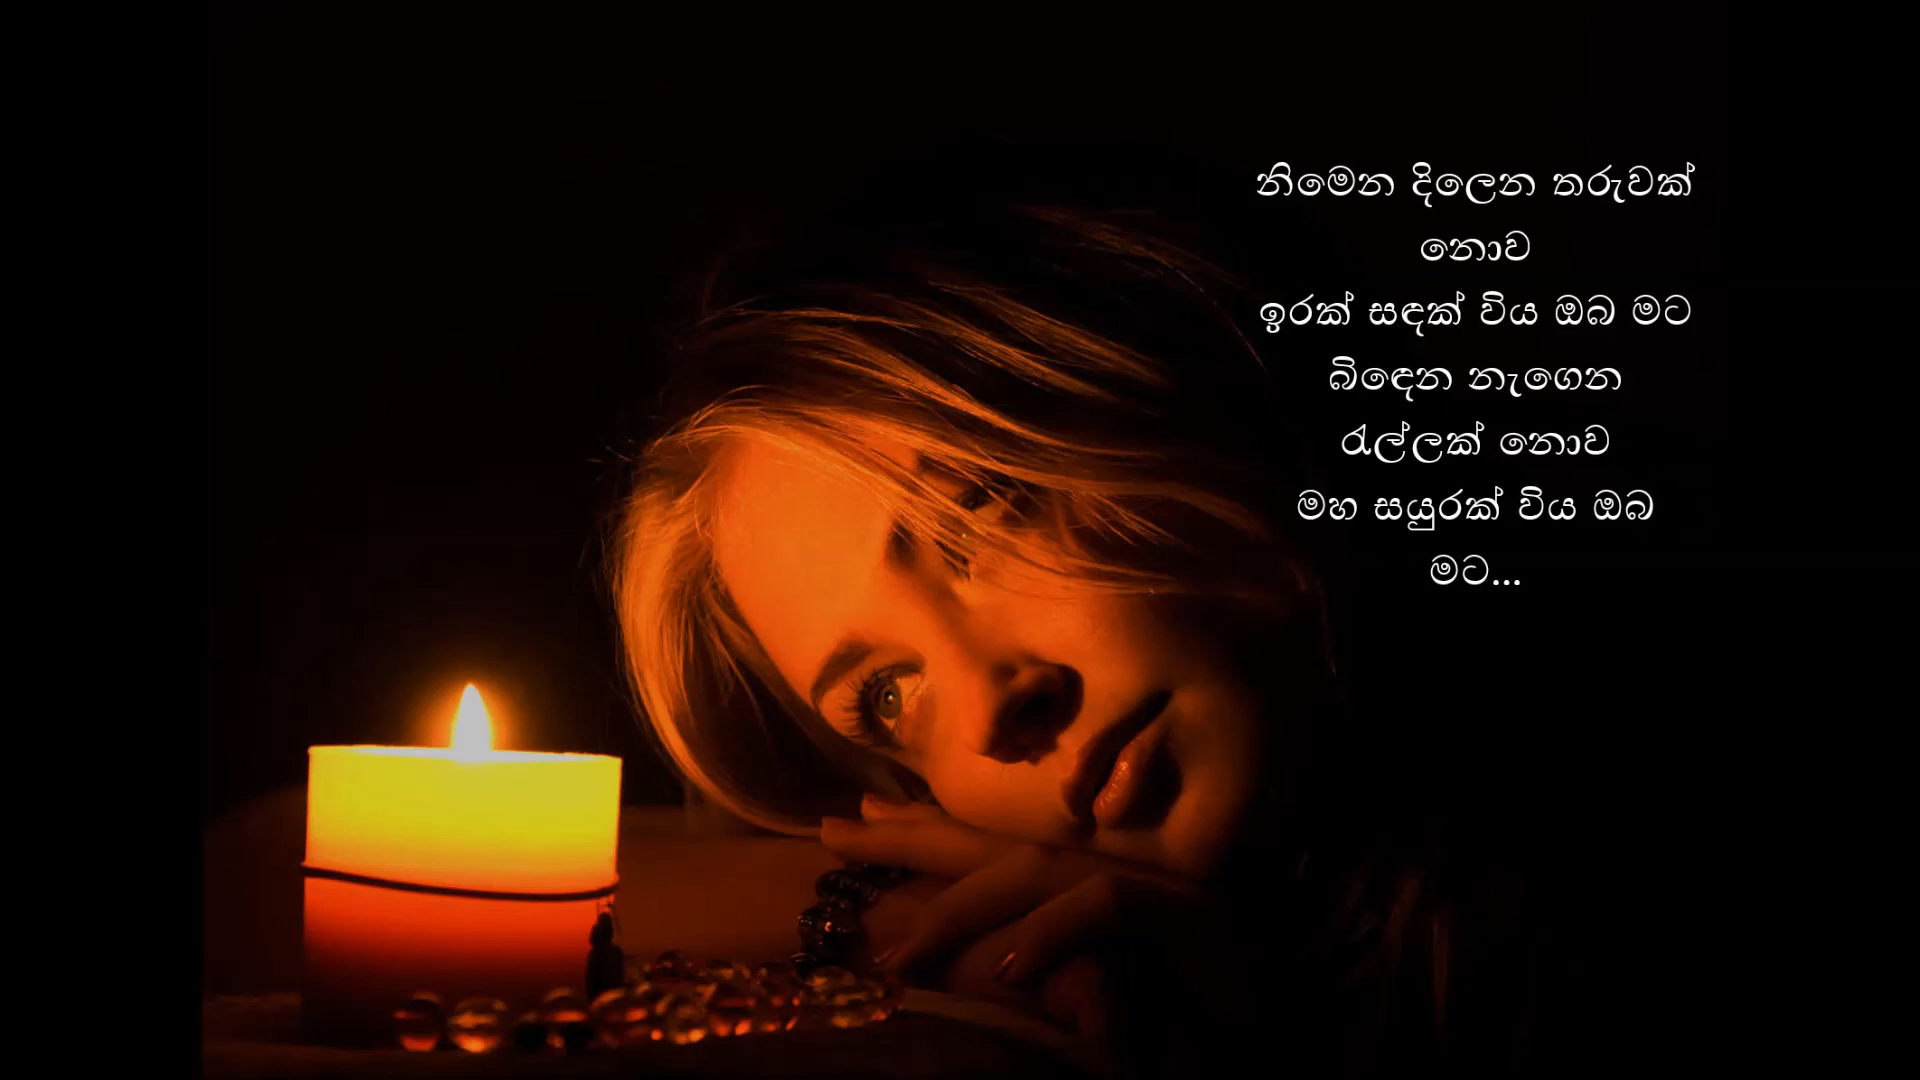 නිමෙන දිලෙන තරුවක්
නොව
ඉරක් සඳක් විය ඔබ මට
බිඳෙන නැගෙන
රැල්ලක් නොව
මහ සයුරක් විය ඔබ
මට...